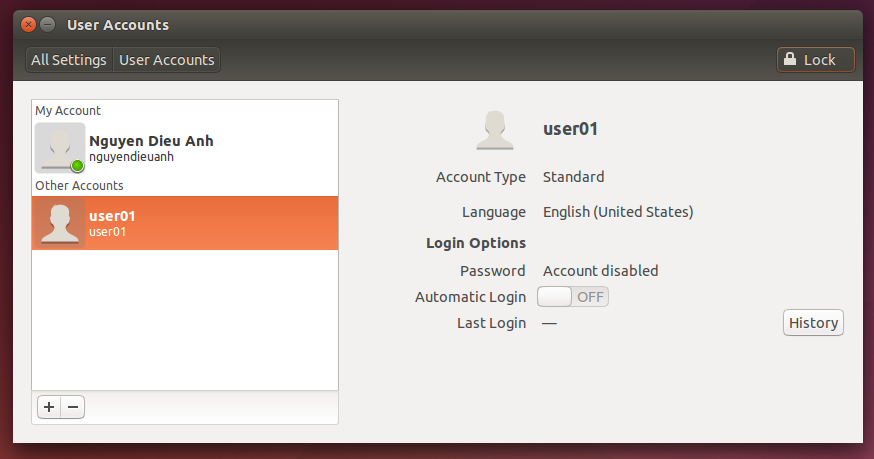 User Accounts
All Settings User Accounts Lock
My Account
Nguyen Dieu Anh
nguyendieuanh
Other Accounts
user01
user01
user01
Account Type Standard
Language English (United States)
Login Options
Password Account disabled
Automatic Login OFF
Last Login —
History
+ −